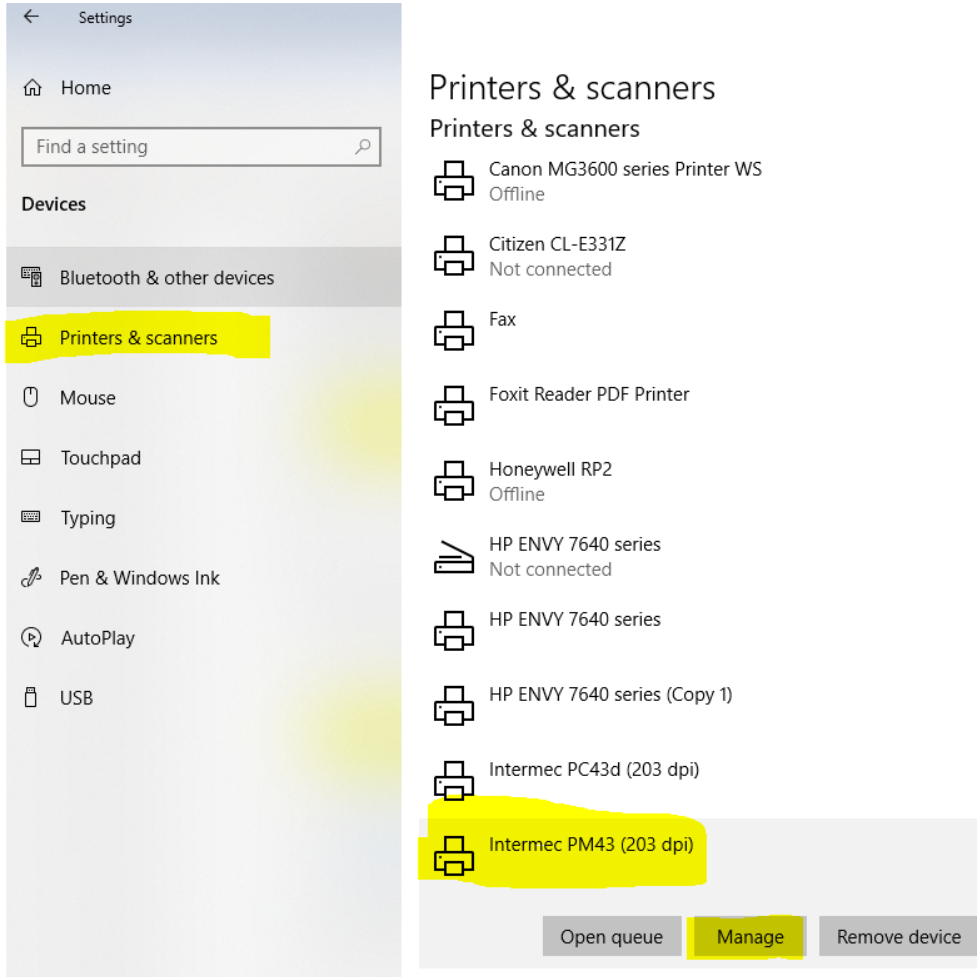 Settings
Home
Find a setting
Devices
Bluetooth & other devices
Printers & scanners
Mouse
Touchpad
Typing
Pen & Windows Ink
AutoPlay
USB
Printers & scanners
Printers & scanners
Canon MG3600 series Printer WS
Offline
Citizen CL-E331Z
Not connected
Fax
Foxit Reader PDF Printer
Honeywell RP2
Offline
HP ENVY 7640 series
Not connected
HP ENVY 7640 series
HP ENVY 7640 series (Copy 1)
Intermec PC43d (203 dpi)
Intermec PM43 (203 dpi)
Open queue Manage Remove device